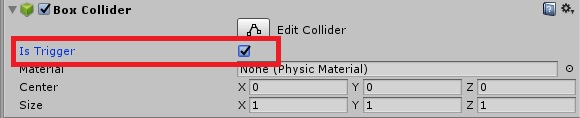 Box Collider
Edit Collider
Is Trigger
Material None (Physic Material)
Center X 0 Y 0 Z 0
Size X 1 Y 1 Z 1